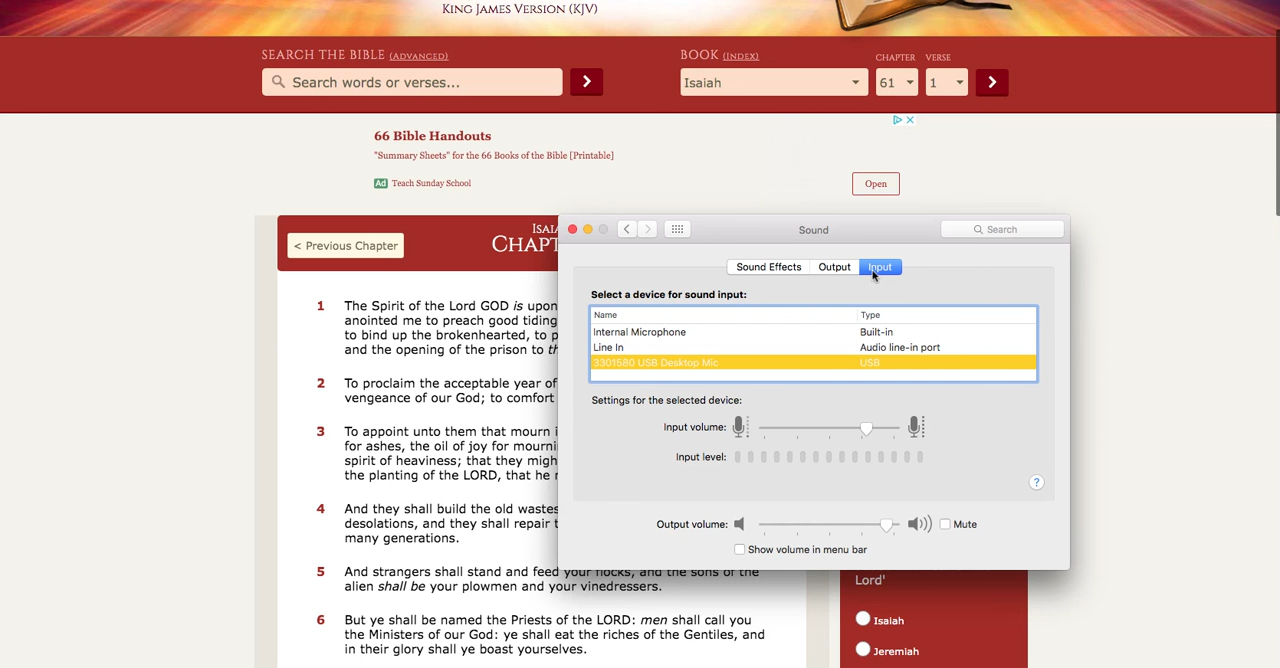 King James Version (KJV)
Search the Bible (Advanced)
Search words or verses...
Book (Index)
Chapter
Verse
Isaiah
61
1
66 Bible Handouts
"Summary Sheets" for the 66 Books of the Bible [Printable]
Ad Teach Sunday School
Open
< Previous Chapter
Sound
Search
Sound Effects
Output
Input
Select a device for sound input:
Name Type
Internal Microphone Built-in
Line In Audio line-in port
3301580 USB Desktop Mic USB
Settings for the selected device:
Input volume:
Input level:
?
Output volume:
Mute
Show volume in menu bar
1 The Spirit of the Lord GOD is upon
anointed me to preach good tiding
to bind up the brokenhearted, to p
and the opening of the prison to
2 To proclaim the acceptable year of
vengeance of our God; to comfort
3 To appoint unto them that mourn i
for ashes, the oil of joy for mourni
spirit of heaviness; that they migh
the planting of the LORD, that he
4 And they shall build the old wastes
desolations, and they shall repair t
many generations.
5 And strangers shall stand and feed your flocks, and the sons of the
alien shall be your plowmen and your vinedressers.
6 But ye shall be named the Priests of the LORD: men shall call you
the Ministers of our God: ye shall eat the riches of the Gentiles, and
in their glory shall ye boast yourselves.
Lord'
Isaiah
Jeremiah